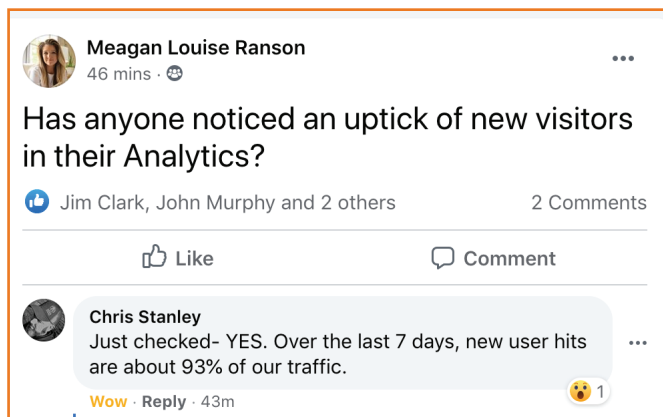 Meagan Louise Ranson
46 mins ·
Has anyone noticed an uptick of new visitors
in their Analytics?
Jim Clark, John Murphy and 2 others 2 Comments
Like Comment
Chris Stanley
Just checked- YES. Over the last 7 days, new user hits
are about 93% of our traffic.
1
Wow · Reply · 43m